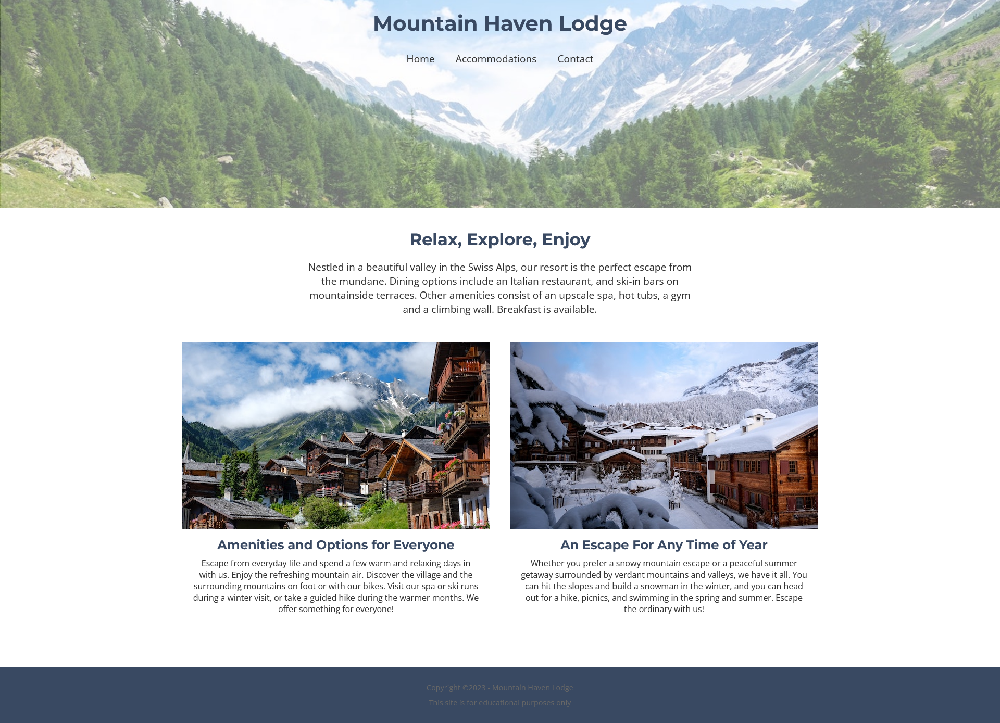 Mountain Haven Lodge
Home Accommodations Contact
Relax, Explore, Enjoy
Nestled in a beautiful valley in the Swiss Alps, our resort is the perfect escape from
the mundane. Dining options include an Italian restaurant, and ski-in bars on
mountainside terraces. Other amenities consist of an upscale spa, hot tubs, a gym
and a climbing wall. Breakfast is available.
Amenities and Options for Everyone
Escape from everyday life and spend a few warm and relaxing days in
with us. Enjoy the refreshing mountain air. Discover the village and the
surrounding mountains on foot or with our bikes. Visit our spa or ski runs
during a winter visit, or take a guided hike during the warmer months. We
offer something for everyone!
An Escape For Any Time of Year
Whether you prefer a snowy mountain escape or a peaceful summer
getaway surrounded by verdant mountains and valleys, we have it all. You
can hit the slopes and build a snowman in the winter, and you can head
out for a hike, picnics, and swimming in the spring and summer. Escape
the ordinary with us!
Copyright ©2023 - Mountain Haven Lodge
This site is for educational purposes only